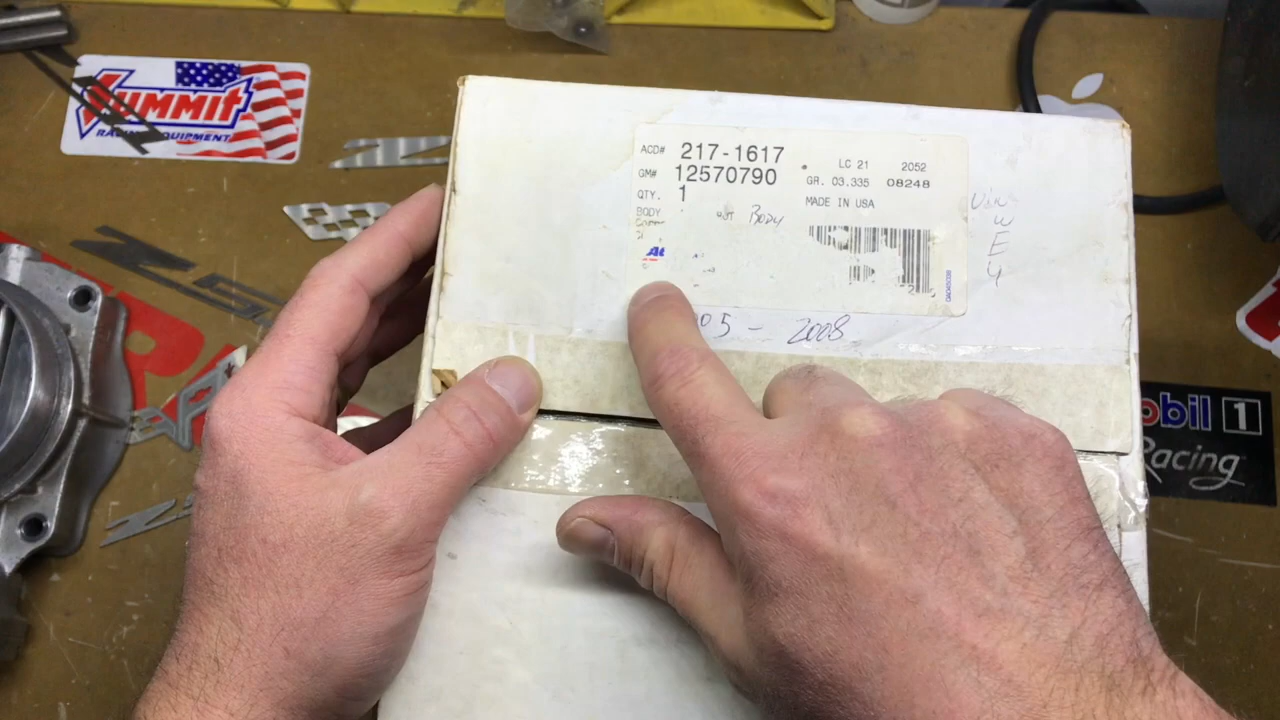 SUMMIT
RACING EQUIPMENT
ACD# 217-1617
GM# 12570790
QTY. 1
BODY
LC 21 2052
GR. 03.335 08248
MADE IN USA
Body
05 - 2008
W
E
Mobil 1
Racing